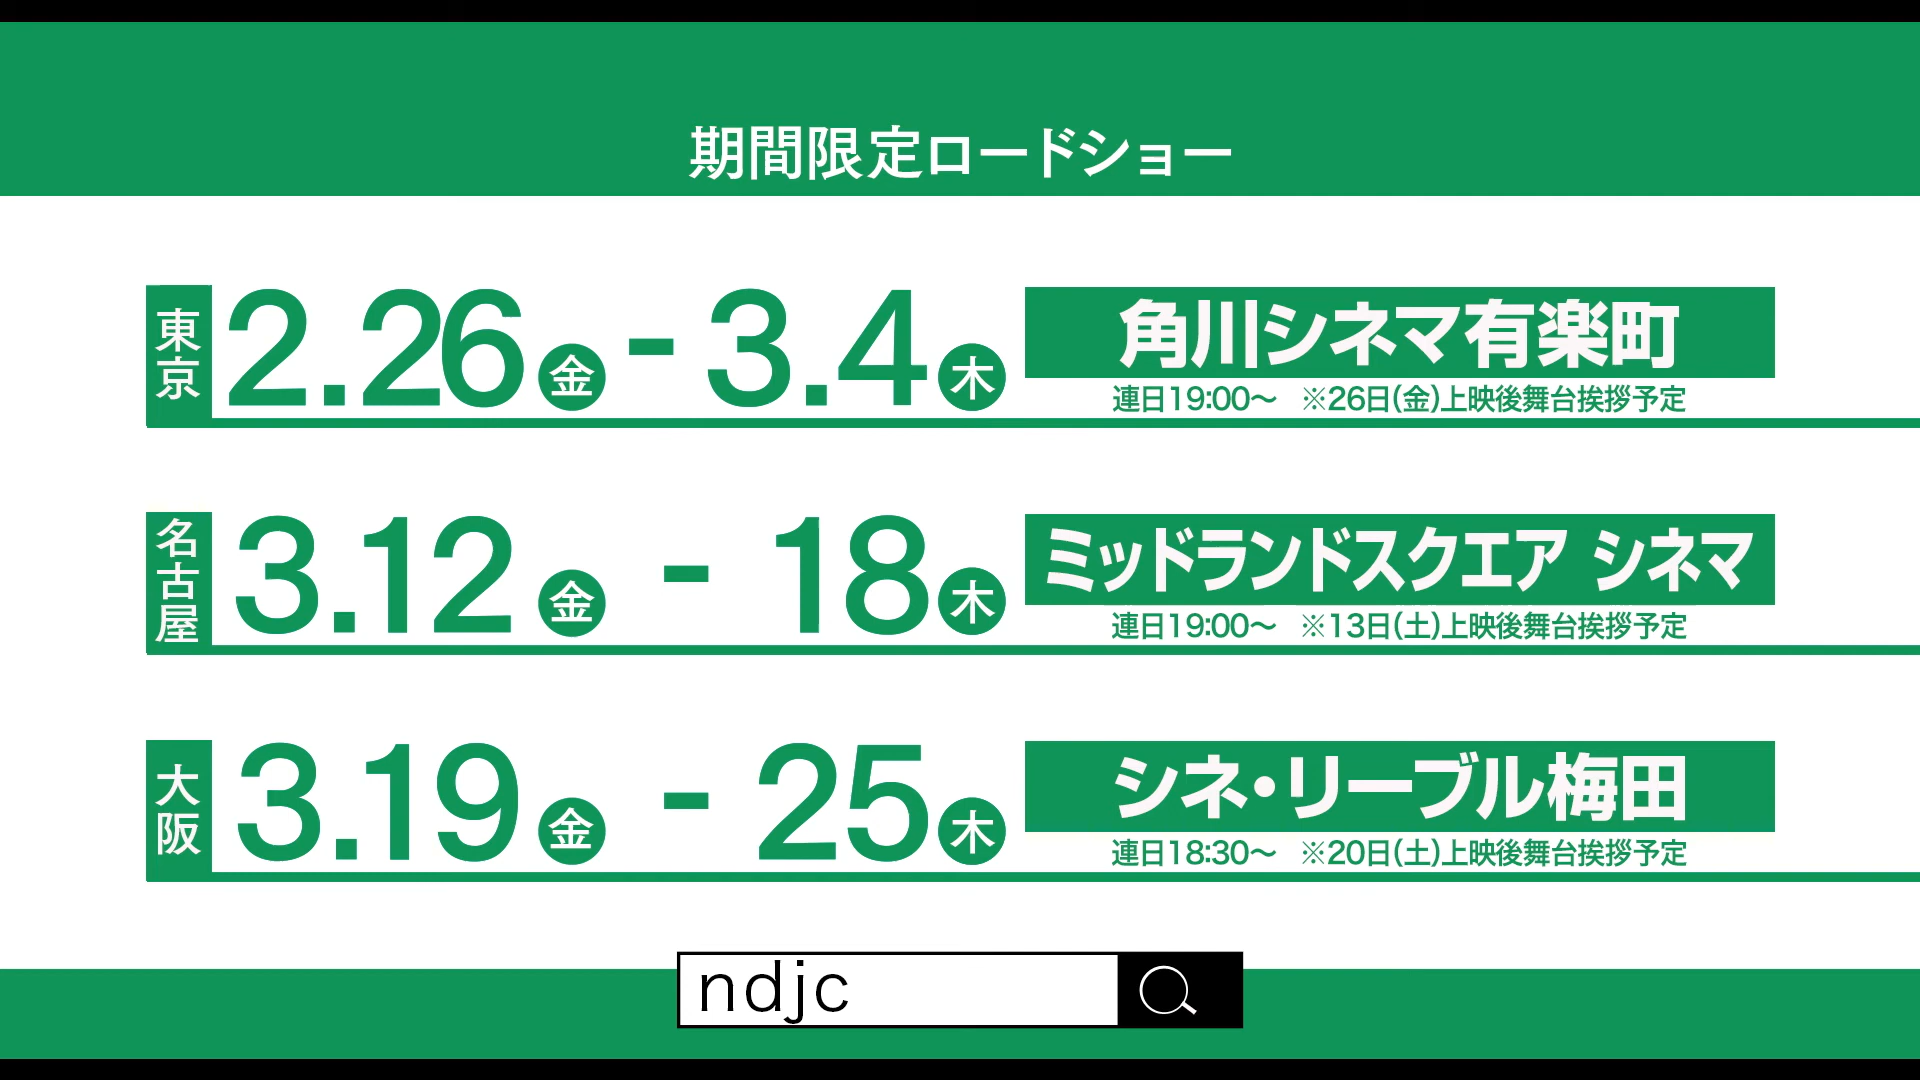 期間限定ロードショー
東京 2.26金 - 3.4木 角川シネマ有楽町
連日19:00〜 ※26日(金)上映後舞台挨拶予定
名古屋 3.12金 - 18木 ミッドランドスクエア シネマ
連日19:00〜 ※13日(土)上映後舞台挨拶予定
大阪 3.19金 - 25木 シネ・リーブル梅田
連日18:30〜 ※20日(土)上映後舞台挨拶予定
ndjc